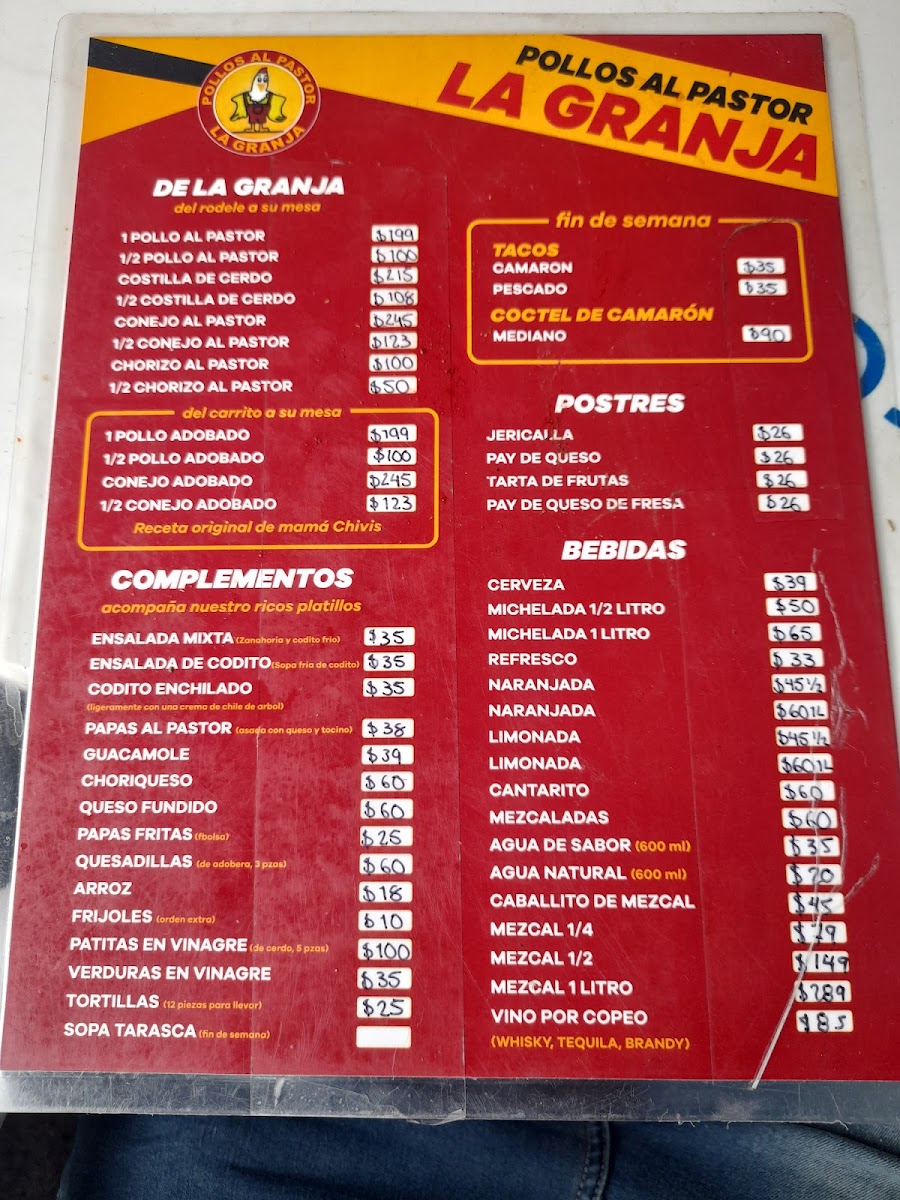 POLLOS AL PASTOR
LA GRANJA
POLLOS AL PASTOR
LA GRANJA
DE LA GRANJA
del rodele a su mesa
1 POLLO AL PASTOR $199
1/2 POLLO AL PASTOR $100
COSTILLA DE CERDO $215
1/2 COSTILLA DE CERDO $108
CONEJO AL PASTOR $245
1/2 CONEJO AL PASTOR $123
CHORIZO AL PASTOR $100
1/2 CHORIZO AL PASTOR $50
del carrito a su mesa
1 POLLO ADOBADO $199
1/2 POLLO ADOBADO $100
CONEJO ADOBADO $245
1/2 CONEJO ADOBADO $123
Receta original de mamá Chivis
COMPLEMENTOS
acompaña nuestro ricos platillos
ENSALADA MIXTA (Zanahoria y codito frio) $35
ENSALADA DE CODITO (Sopa fria de codito) $35
CODITO ENCHILADO $35
(ligeramente con una crema de chile de arbol)
PAPAS AL PASTOR (asada con queso y tocino) $38
GUACAMOLE $39
CHORIQUESO $60
QUESO FUNDIDO $60
PAPAS FRITAS (fbolsa) $25
QUESADILLAS (de adobera, 3 pzas) $60
ARROZ $18
FRIJOLES (orden extra) $10
PATITAS EN VINAGRE (de cerdo, 5 pzas) $100
VERDURAS EN VINAGRE $35
TORTILLAS (12 piezas para llevar) $25
SOPA TARASCA (fin de semana)
fin de semana
TACOS
CAMARON $35
PESCADO $35
COCTEL DE CAMARÓN
MEDIANO $90
POSTRES
JERICALLA $26
PAY DE QUESO $26
TARTA DE FRUTAS $26
PAY DE QUESO DE FRESA $26
BEBIDAS
CERVEZA $39
MICHELADA 1/2 LITRO $50
MICHELADA 1 LITRO $65
REFRESCO $33
NARANJADA $45 1/2
NARANJADA $60 1L
LIMONADA $45 1/2
LIMONADA $60 1L
CANTARITO $60
MEZCALADAS $60
AGUA DE SABOR (600 ml) $35
AGUA NATURAL (600 ml) $20
CABALLITO DE MEZCAL $45
MEZCAL 1/4 $79
MEZCAL 1/2 $149
MEZCAL 1 LITRO $289
VINO POR COPEO $85
(WHISKY, TEQUILA, BRANDY)